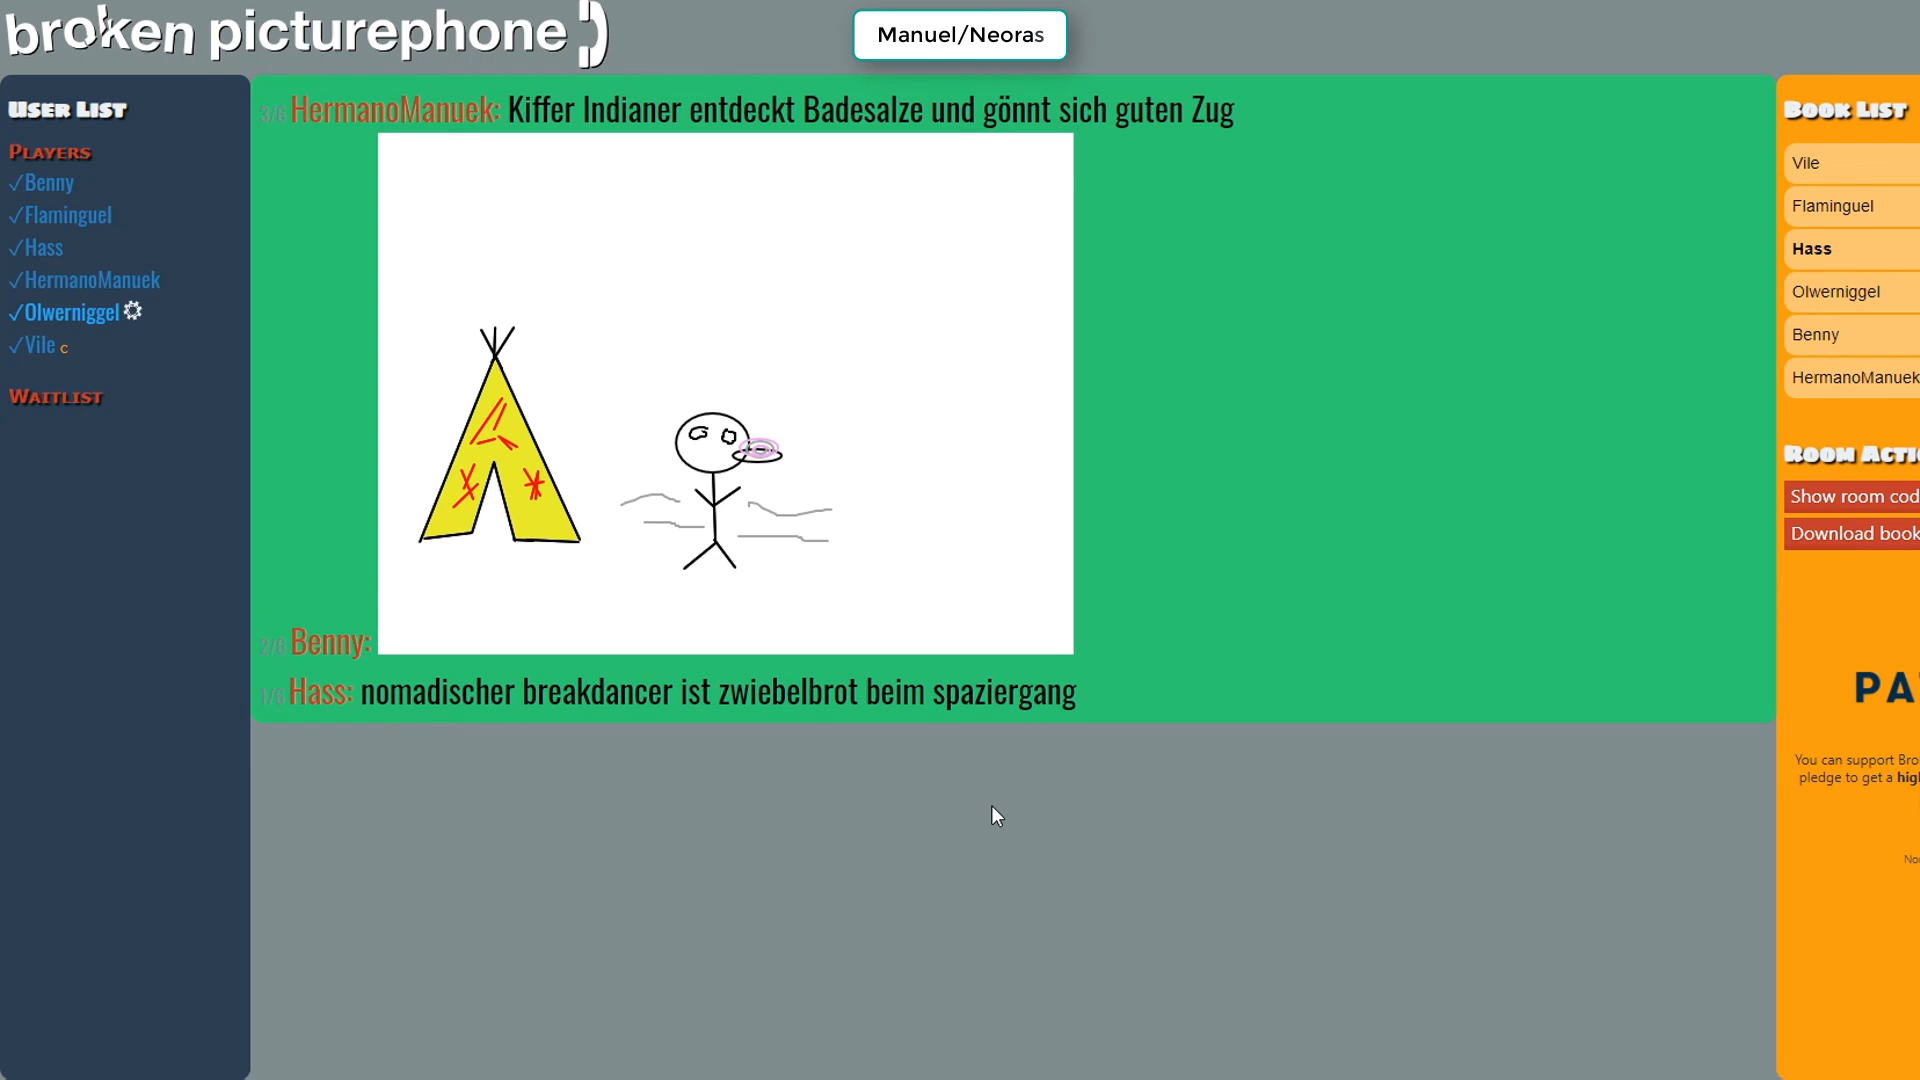 broken picturephone
Manuel/Neoras
User List
Players
✓Benny
✓Flaminguel
✓Hass
✓HermanoManuek
✓Olwerniggel
✓Vile c
Waitlist
3/6 HermanoManuek: Kiffer Indianer entdeckt Badesalze und gönnt sich guten Zug
2/6 Benny:
1/6 Hass: nomadischer breakdancer ist zwiebelbrot beim spaziergang
Book List
Vile
Flaminguel
Hass
Olwerniggel
Benny
HermanoManuek
Room Acti
Show room cod
Download book
PA
You can support Bro
pledge to get a hig
No